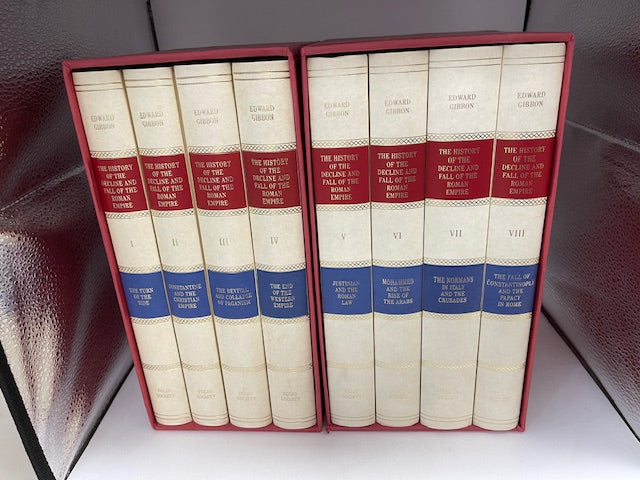 EDWARD
GIBBON
THE HISTORY
OF THE
DECLINE AND
FALL OF THE
ROMAN
EMPIRE
I
THE TURN
OF THE
TIDE
FOLIO
SOCIETY
EDWARD
GIBBON
THE HISTORY
OF THE
DECLINE AND
FALL OF THE
ROMAN
EMPIRE
II
CONSTANTINE
AND THE
CHRISTIAN
EMPIRE
FOLIO
SOCIETY
EDWARD
GIBBON
THE HISTORY
OF THE
DECLINE AND
FALL OF THE
ROMAN
EMPIRE
III
THE REVIVAL
AND COLLAPSE
OF PAGANISM
FOLIO
SOCIETY
EDWARD
GIBBON
THE HISTORY
OF THE
DECLINE AND
FALL OF THE
ROMAN
EMPIRE
IV
THE END
OF THE
WESTERN
EMPIRE
FOLIO
SOCIETY
EDWARD
GIBBON
THE HISTORY
OF THE
DECLINE AND
FALL OF THE
ROMAN
EMPIRE
V
JUSTINIAN
AND THE
ROMAN
LAW
EDWARD
GIBBON
THE HISTORY
OF THE
DECLINE AND
FALL OF THE
ROMAN
EMPIRE
VI
MOHAMMED
AND THE
RISE OF
THE ARABS
EDWARD
GIBBON
THE HISTORY
OF THE
DECLINE AND
FALL OF THE
ROMAN
EMPIRE
VII
THE NORMANS
IN ITALY
AND THE
CRUSADES
EDWARD
GIBBON
THE HISTORY
OF THE
DECLINE AND
FALL OF THE
ROMAN
EMPIRE
VIII
THE FALL OF
CONSTANTINOPLE
AND THE
PAPACY
IN ROME